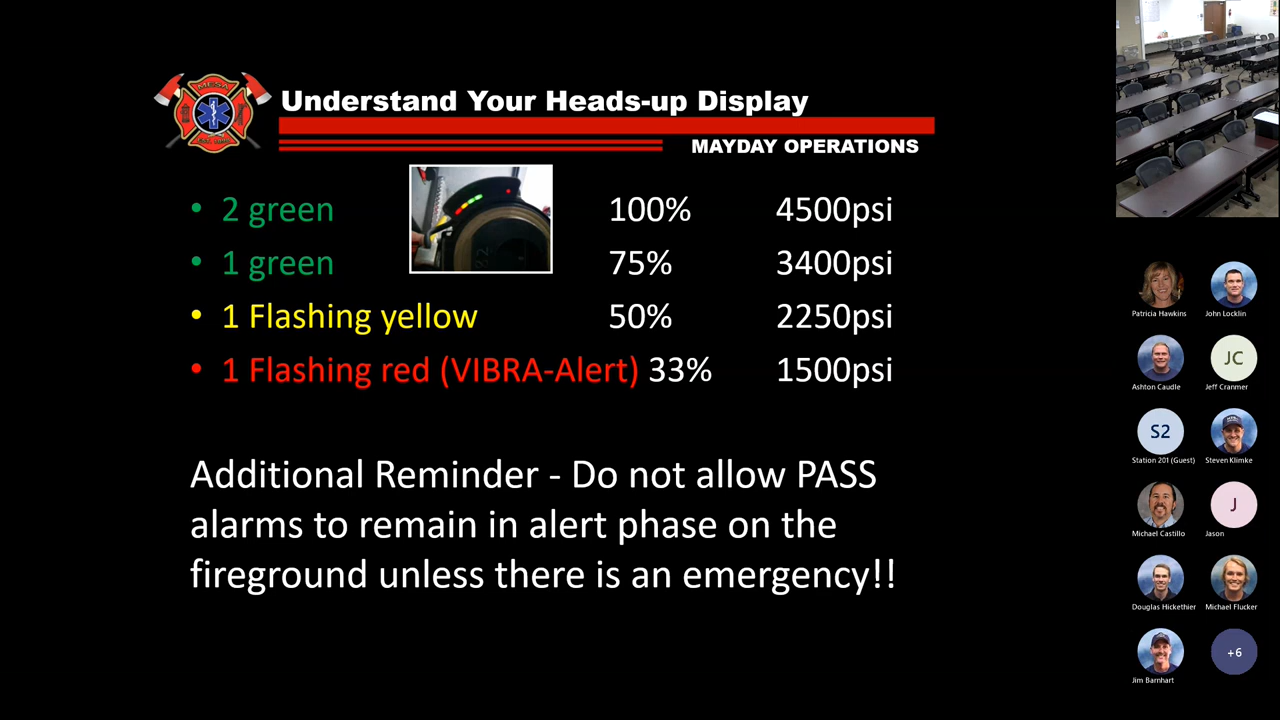 Understand Your Heads-up Display
MAYDAY OPERATIONS
• 2 green 100% 4500psi
• 1 green 75% 3400psi
• 1 Flashing yellow 50% 2250psi
• 1 Flashing red (VIBRA-Alert) 33% 1500psi
Additional Reminder - Do not allow PASS
alarms to remain in alert phase on the
fireground unless there is an emergency!!
Patricia Hawkins
John Locklin
JC
Ashton Caudle
Jeff Cranmer
S2
Station 201 (Guest)
Steven Klimke
J
Michael Castillo
Jason
Douglas Hickethier
Michael Flucker
+6
Jim Barnhart